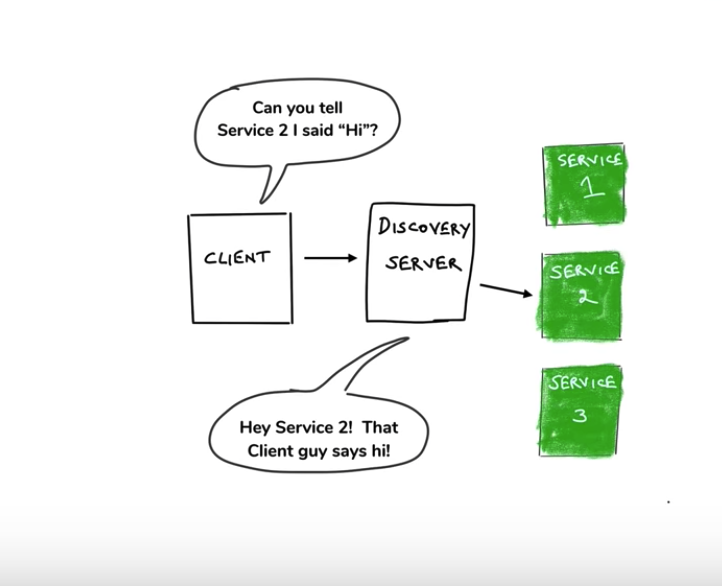 Can you tell
Service 2 I said “Hi”?
CLIENT
DISCOVERY
SERVER
SERVICE
1
SERVICE
2
SERVICE
3
Hey Service 2! That
Client guy says hi!